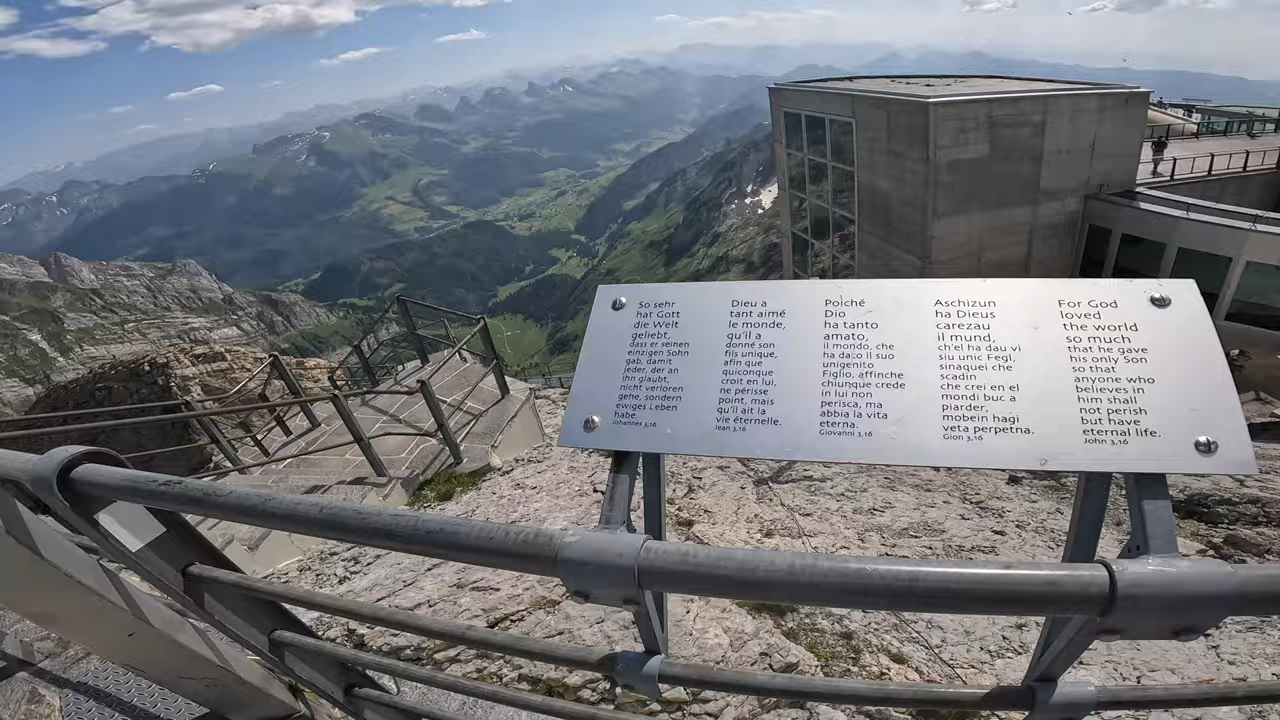 So sehr
hat Gott
die Welt
geliebt,
dass er seinen
einzigen Sohn
gab, damit
jeder, der an
ihn glaubt,
nicht verloren
gehe, sondern
ewiges Leben
habe.
Johannes 3,16
Dieu a
tant aimé
le monde,
qu'il a
donné son
fils unique,
afin que
quiconque
croit en lui,
ne périsse
point, mais
qu'il ait la
vie éternelle.
Jean 3,16
Poiché
Dio
ha tanto
amato,
il mondo, che
ha dato il suo
unigenito
Figlio, affinche
chiunque crede
in lui non
perisca, ma
abbia la vita
eterna.
Giovanni 3,16
Aschizun
ha Dieus
carezau
il mund,
ch'el ha dau vi
siu unic Fegl,
sinaquei che
scadin
che crei en el
mondi buc a
piarder,
mobein hagi
veta perpetna.
Gion 3,16
For God
loved
the world
so much
that he gave
his only Son
so that
anyone who
believes in
him shall
not perish
but have
eternal life.
John 3,16